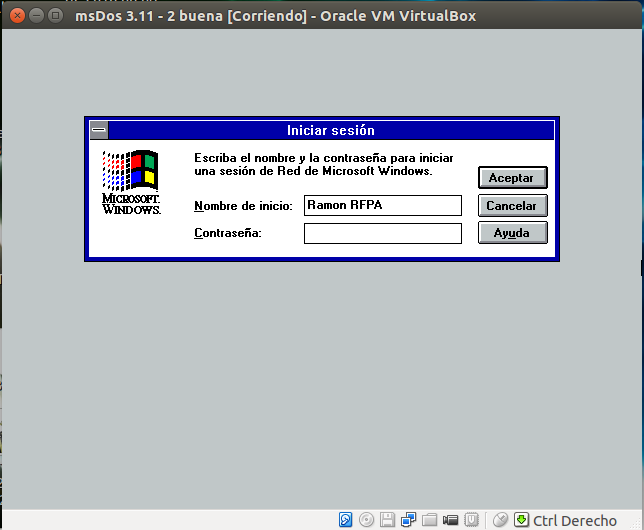 msDos 3.11 - 2 buena [Corriendo] - Oracle VM VirtualBox
Iniciar sesión
Escriba el nombre y la contraseña para iniciar
una sesión de Red de Microsoft Windows.
MICROSOFT.
WINDOWS.
Nombre de inicio: Ramon RFPA
Contraseña:
Aceptar
Cancelar
Ayuda
Ctrl Derecho